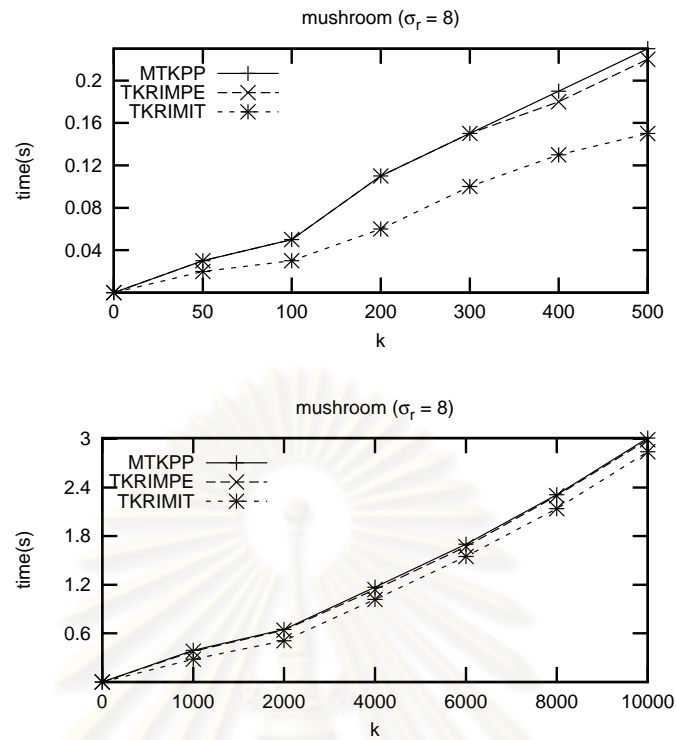 mushroom (σr = 8)
MTKPP
TKRIMPE
TKRIMIT
time(s)
0.2
0.16
0.12
0.08
0.04
0 50 100 200 300 400 500
k
mushroom (σr = 8)
MTKPP
TKRIMPE
TKRIMIT
time(s)
3
2.4
1.8
1.2
0.6
0 1000 2000 4000 6000 8000 10000
k